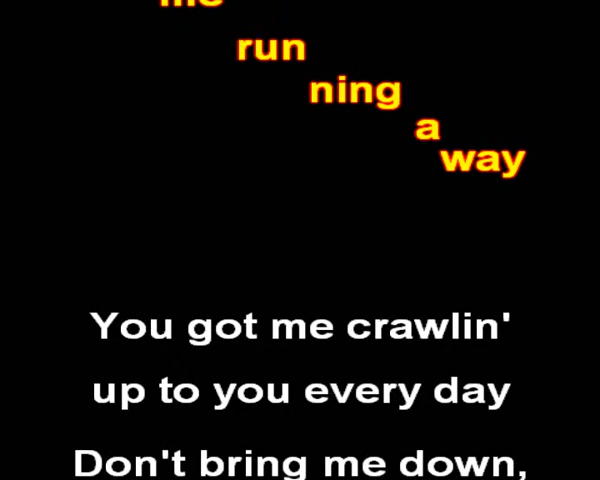 me
run
ning
a
way
You got me crawlin'
up to you every day
Don't bring me down,